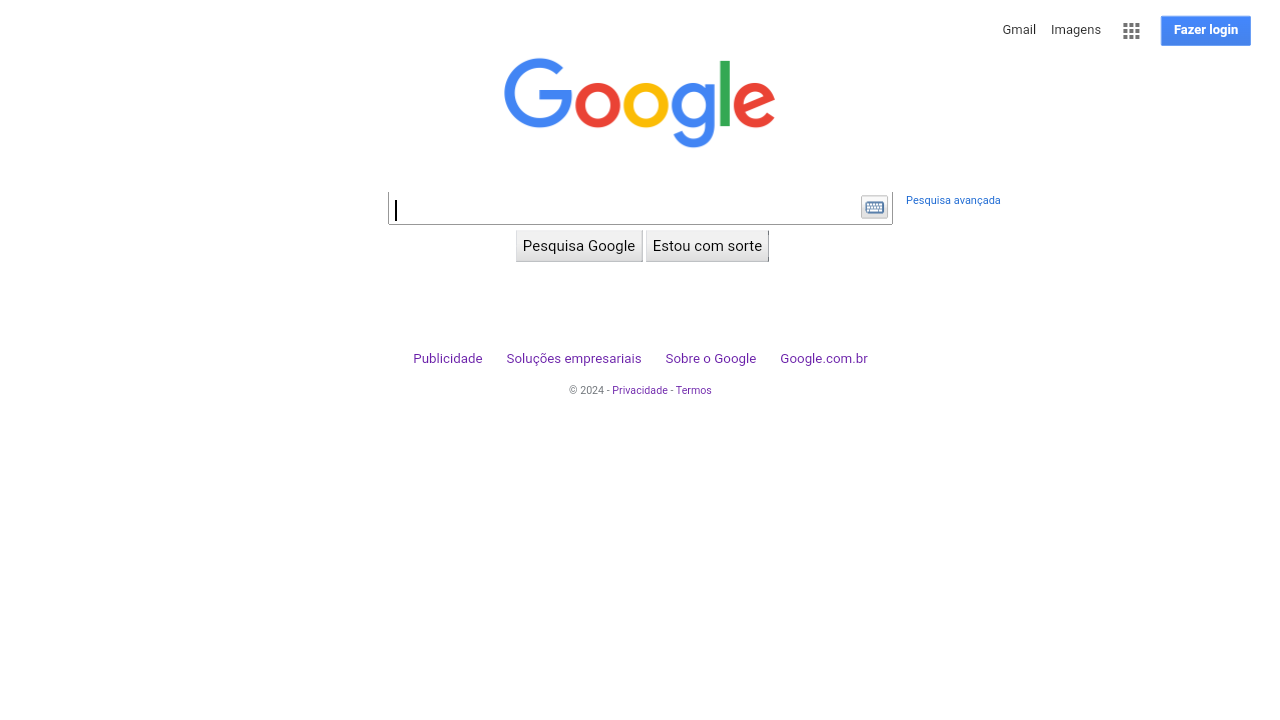 Gmail Imagens Fazer login
Google
Pesquisa avançada
Pesquisa Google Estou com sorte
Publicidade Soluções empresariais Sobre o Google Google.com.br
© 2024 - Privacidade - Termos